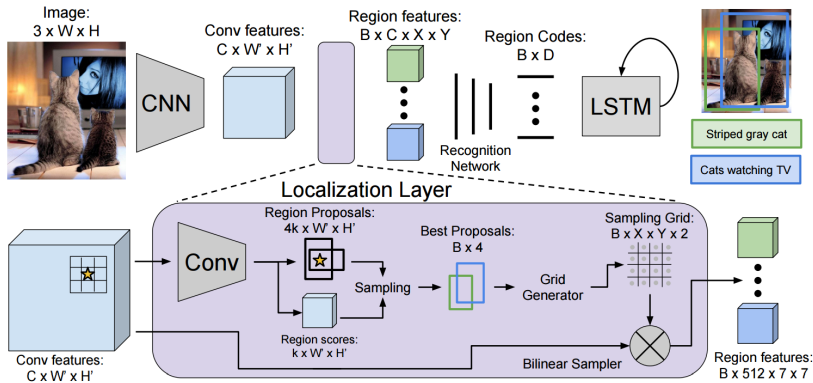 Image:
3 x W x H
CNN
Conv features:
C x W' x H'
Region features:
B x C x X x Y
Recognition
Network
Region Codes:
B x D
LSTM
Striped gray cat
Cats watching TV
Localization Layer
Conv features:
C x W' x H'
Conv
Region Proposals:
4k x W' x H'
Region scores:
k x W' x H'
Sampling
Best Proposals:
B x 4
Grid
Generator
Sampling Grid:
B x X x Y x 2
Bilinear Sampler
Region features:
B x 512 x 7 x 7